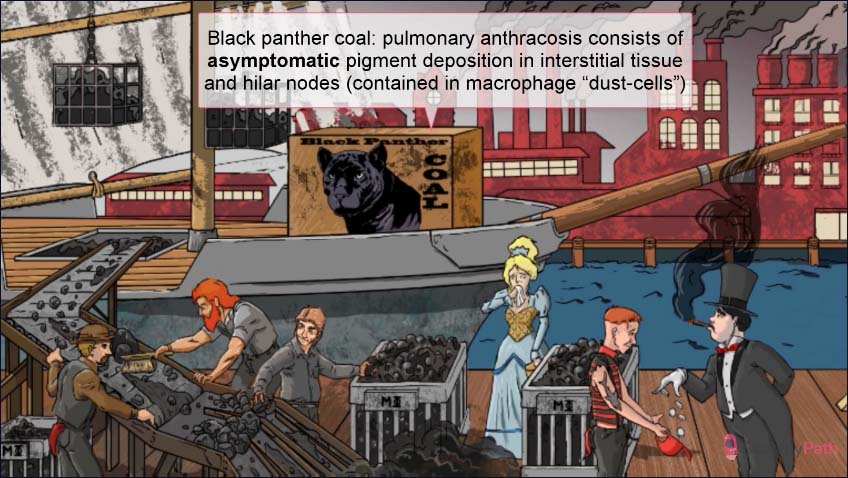 Black panther coal: pulmonary anthracosis consists of
asymptomatic pigment deposition in interstitial tissue
and hilar nodes (contained in macrophage “dust-cells”)
Black Panther
COAL
MI
MI
MI